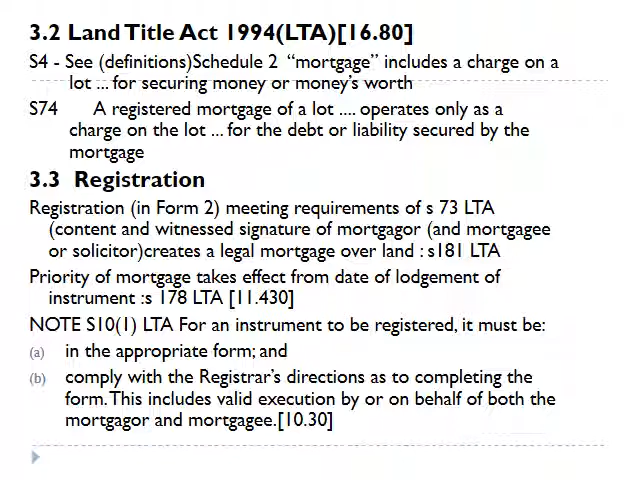 3.2 Land Title Act 1994(LTA)[16.80]
S4 - See (definitions)Schedule 2 “mortgage” includes a charge on a
lot ... for securing money or money’s worth
S74 A registered mortgage of a lot .... operates only as a
charge on the lot ... for the debt or liability secured by the
mortgage
3.3 Registration
Registration (in Form 2) meeting requirements of s 73 LTA
(content and witnessed signature of mortgagor (and mortgagee
or solicitor)creates a legal mortgage over land : s181 LTA
Priority of mortgage takes effect from date of lodgement of
instrument :s 178 LTA [11.430]
NOTE S10(1) LTA For an instrument to be registered, it must be:
(a) in the appropriate form; and
(b) comply with the Registrar’s directions as to completing the
form. This includes valid execution by or on behalf of both the
mortgagor and mortgagee.[10.30]